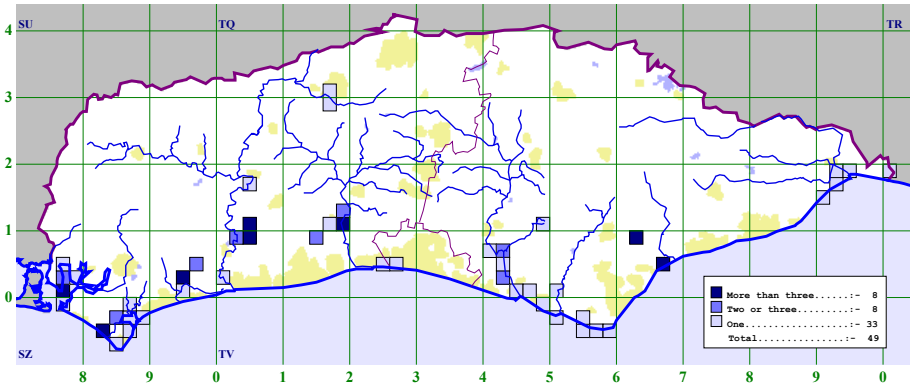 SU TQ TR
4
3
2
1
0
More than three.....:- 8
Two or three........:- 8
One.................:- 33
Total...............:- 49
SZ TV
8 9 0 1 2 3 4 5 6 7 8 9 0